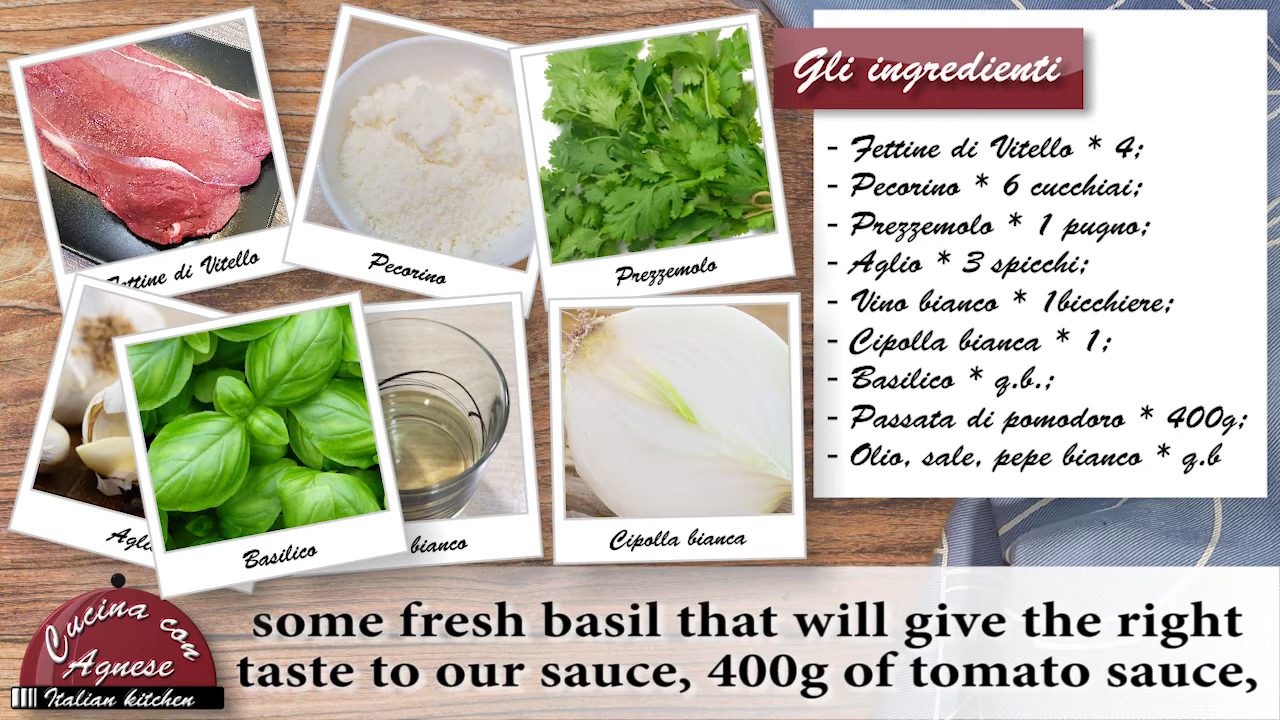 Gli ingredienti
- Fettine di Vitello * 4;
- Pecorino * 6 cucchiai;
- Prezzemolo * 1 pugno;
- Aglio * 3 spicchi;
- Vino bianco * 1bicchiere;
- Cipolla bianca * 1;
- Basilico * q.b.;
- Passata di pomodoro * 400g;
- Olio, sale, pepe bianco * q.b
Fettine di Vitello
Pecorino
Prezzemolo
Aglio
Basilico
bianco
Cipolla bianca
Cucina con
Agnese
Italian kitchen
some fresh basil that will give the right
taste to our sauce, 400g of tomato sauce,